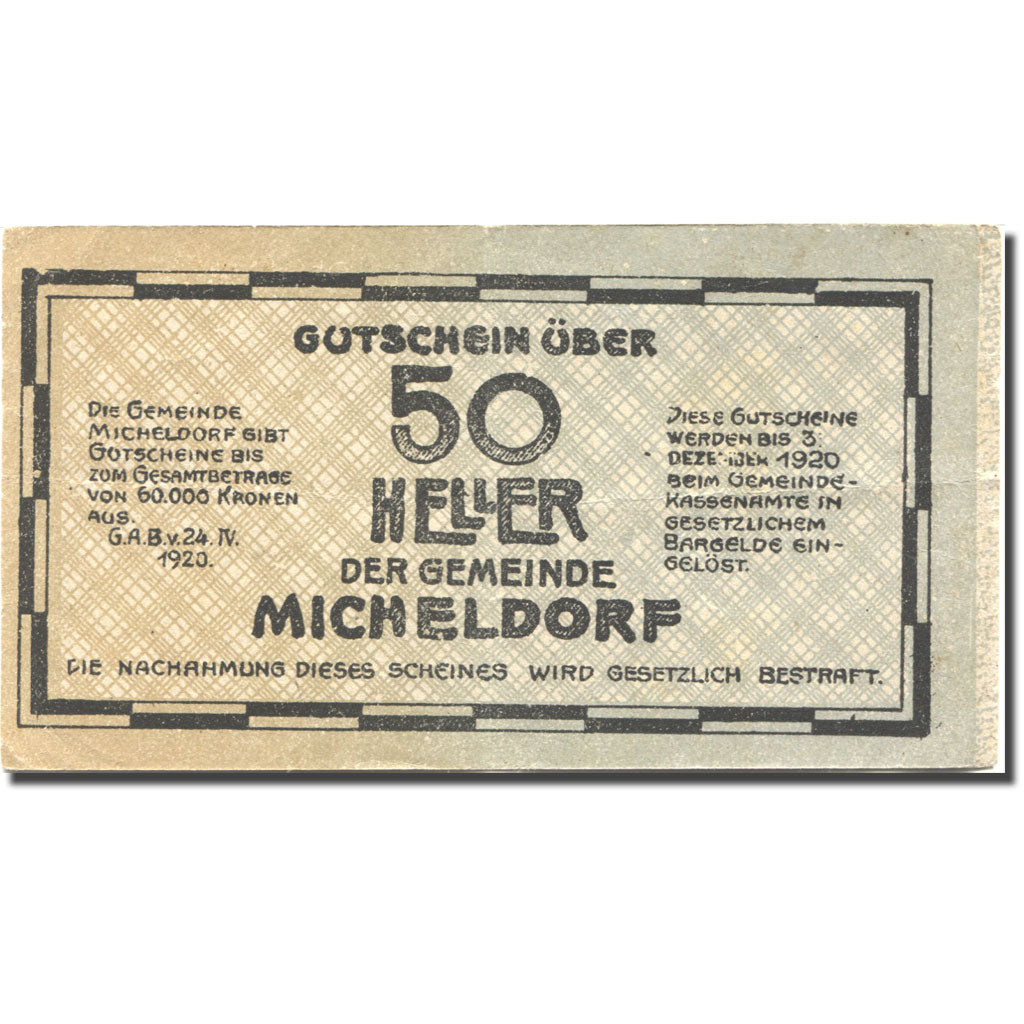 GUTSCHEIN ÜBER
50
HELLER
DER GEMEINDE
MICHELDORF
DIE GEMEINDE
MICHELDORF GIBT
GUTSCHEINE BIS
ZUM GESAMTBETRAGE
VON 60.000 KRONEN
AUS.
G.A.B.v.24.IV.
1920.
DIESE GUTSCHEINE
WERDEN BIS 3.
DEZEMBER 1920
BEIM GEMEINDE-
KASSENAMTE IN
GESETZLICHEM
BARGELDE EIN-
GELÖST.
DIE NACHAHMUNG DIESES SCHEINES WIRD GESETZLICH BESTRAFT.